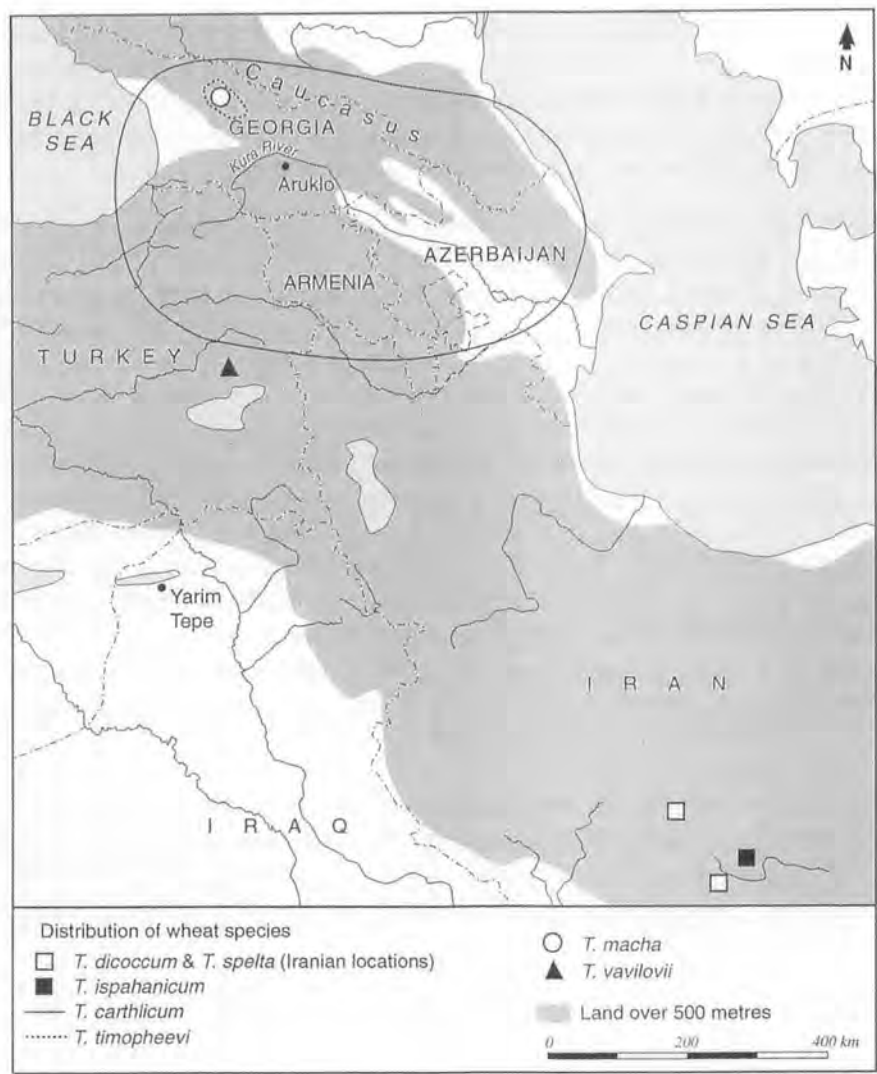 N
Caucasus
BLACK
SEA
GEORGIA
Kura River
Aruklo
AZERBAIJAN
ARMENIA
CASPIAN SEA
TURKEY
Yarim
Tepe
IRAN
IRAQ
Distribution of wheat species
T. dicoccum & T. spelta (Iranian locations)
T. ispahanicum
T. carthlicum
T. timopheevi
T. macha
T. vavilovii
Land over 500 metres
0 200 400 km